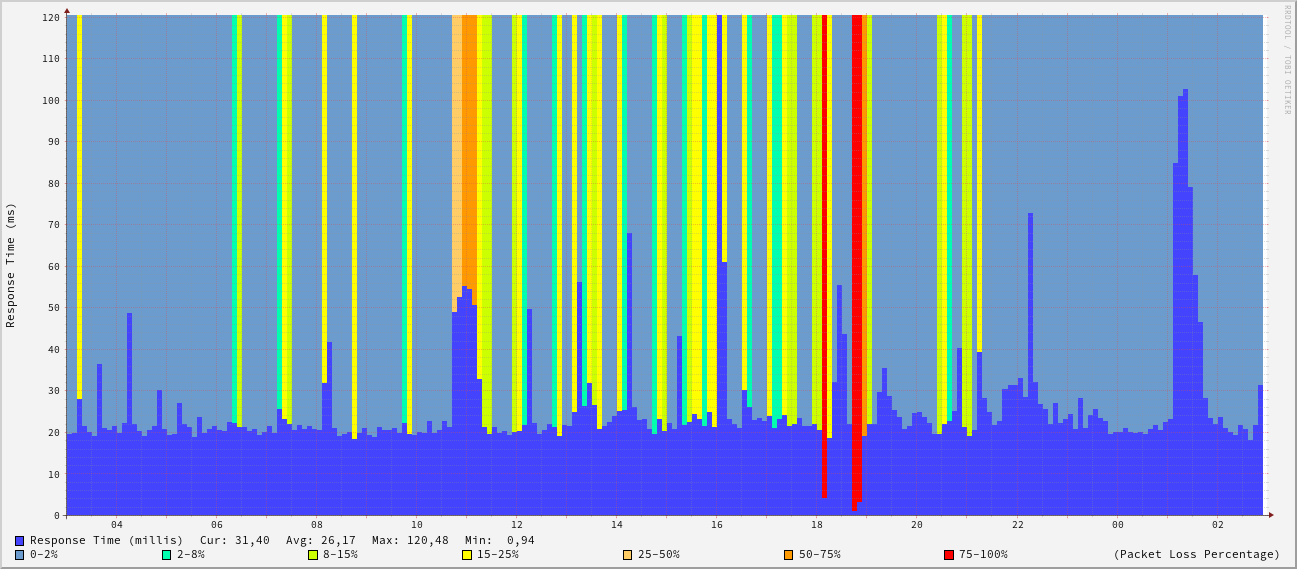 RRDTOOL / TOBI OETIKER
Response Time (ms)
120
110
100
90
80
70
60
50
40
30
20
10
0
04 06 08 10 12 14 16 18 20 22 00 02
Response Time (millis) Cur: 31,40 Avg: 26,17 Max: 120,48 Min: 0,94
0-2% 2-8% 8-15% 15-25% 25-50% 50-75% 75-100% (Packet Loss Percentage)